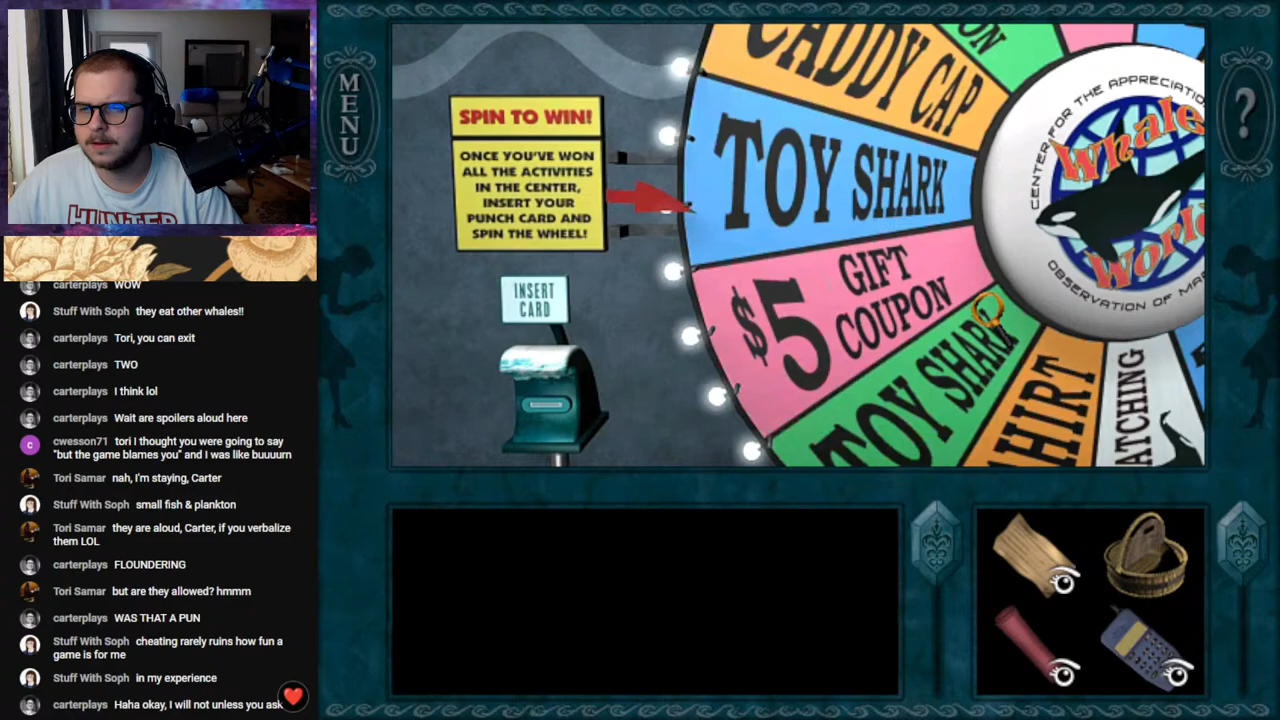 HUNTER
carterplays WOW
Stuff With Soph they eat other whales!!
carterplays Tori, you can exit
carterplays TWO
carterplays I think lol
carterplays Wait are spoilers aloud here
c
cwesson71 tori I thought you were going to say
"but the game blames you" and I was like buuuurn
Tori Samar nah, I'm staying, Carter
Stuff With Soph small fish & plankton
Tori Samar they are aloud, Carter, if you verbalize
them LOL
carterplays FLOUNDERING
Tori Samar but are they allowed? hmmm
carterplays WAS THAT A PUN
Stuff With Soph cheating rarely ruins how fun a
game is for me
Stuff With Soph in my experience
carterplays Haha okay, I will not unless you ask
MENU
SPIN TO WIN!
ONCE YOU'VE WON
ALL THE ACTIVITIES
IN THE CENTER,
INSERT YOUR
PUNCH CARD AND
SPIN THE WHEEL!
INSERT
CARD
ON
CADDY CAP
TOY SHARK
$5 GIFT
COUPON
TOY SHARK
HIRT
ATCHING
CENTER FOR THE APPRECIATIO
Whale
World
OBSERVATION OF MA
?